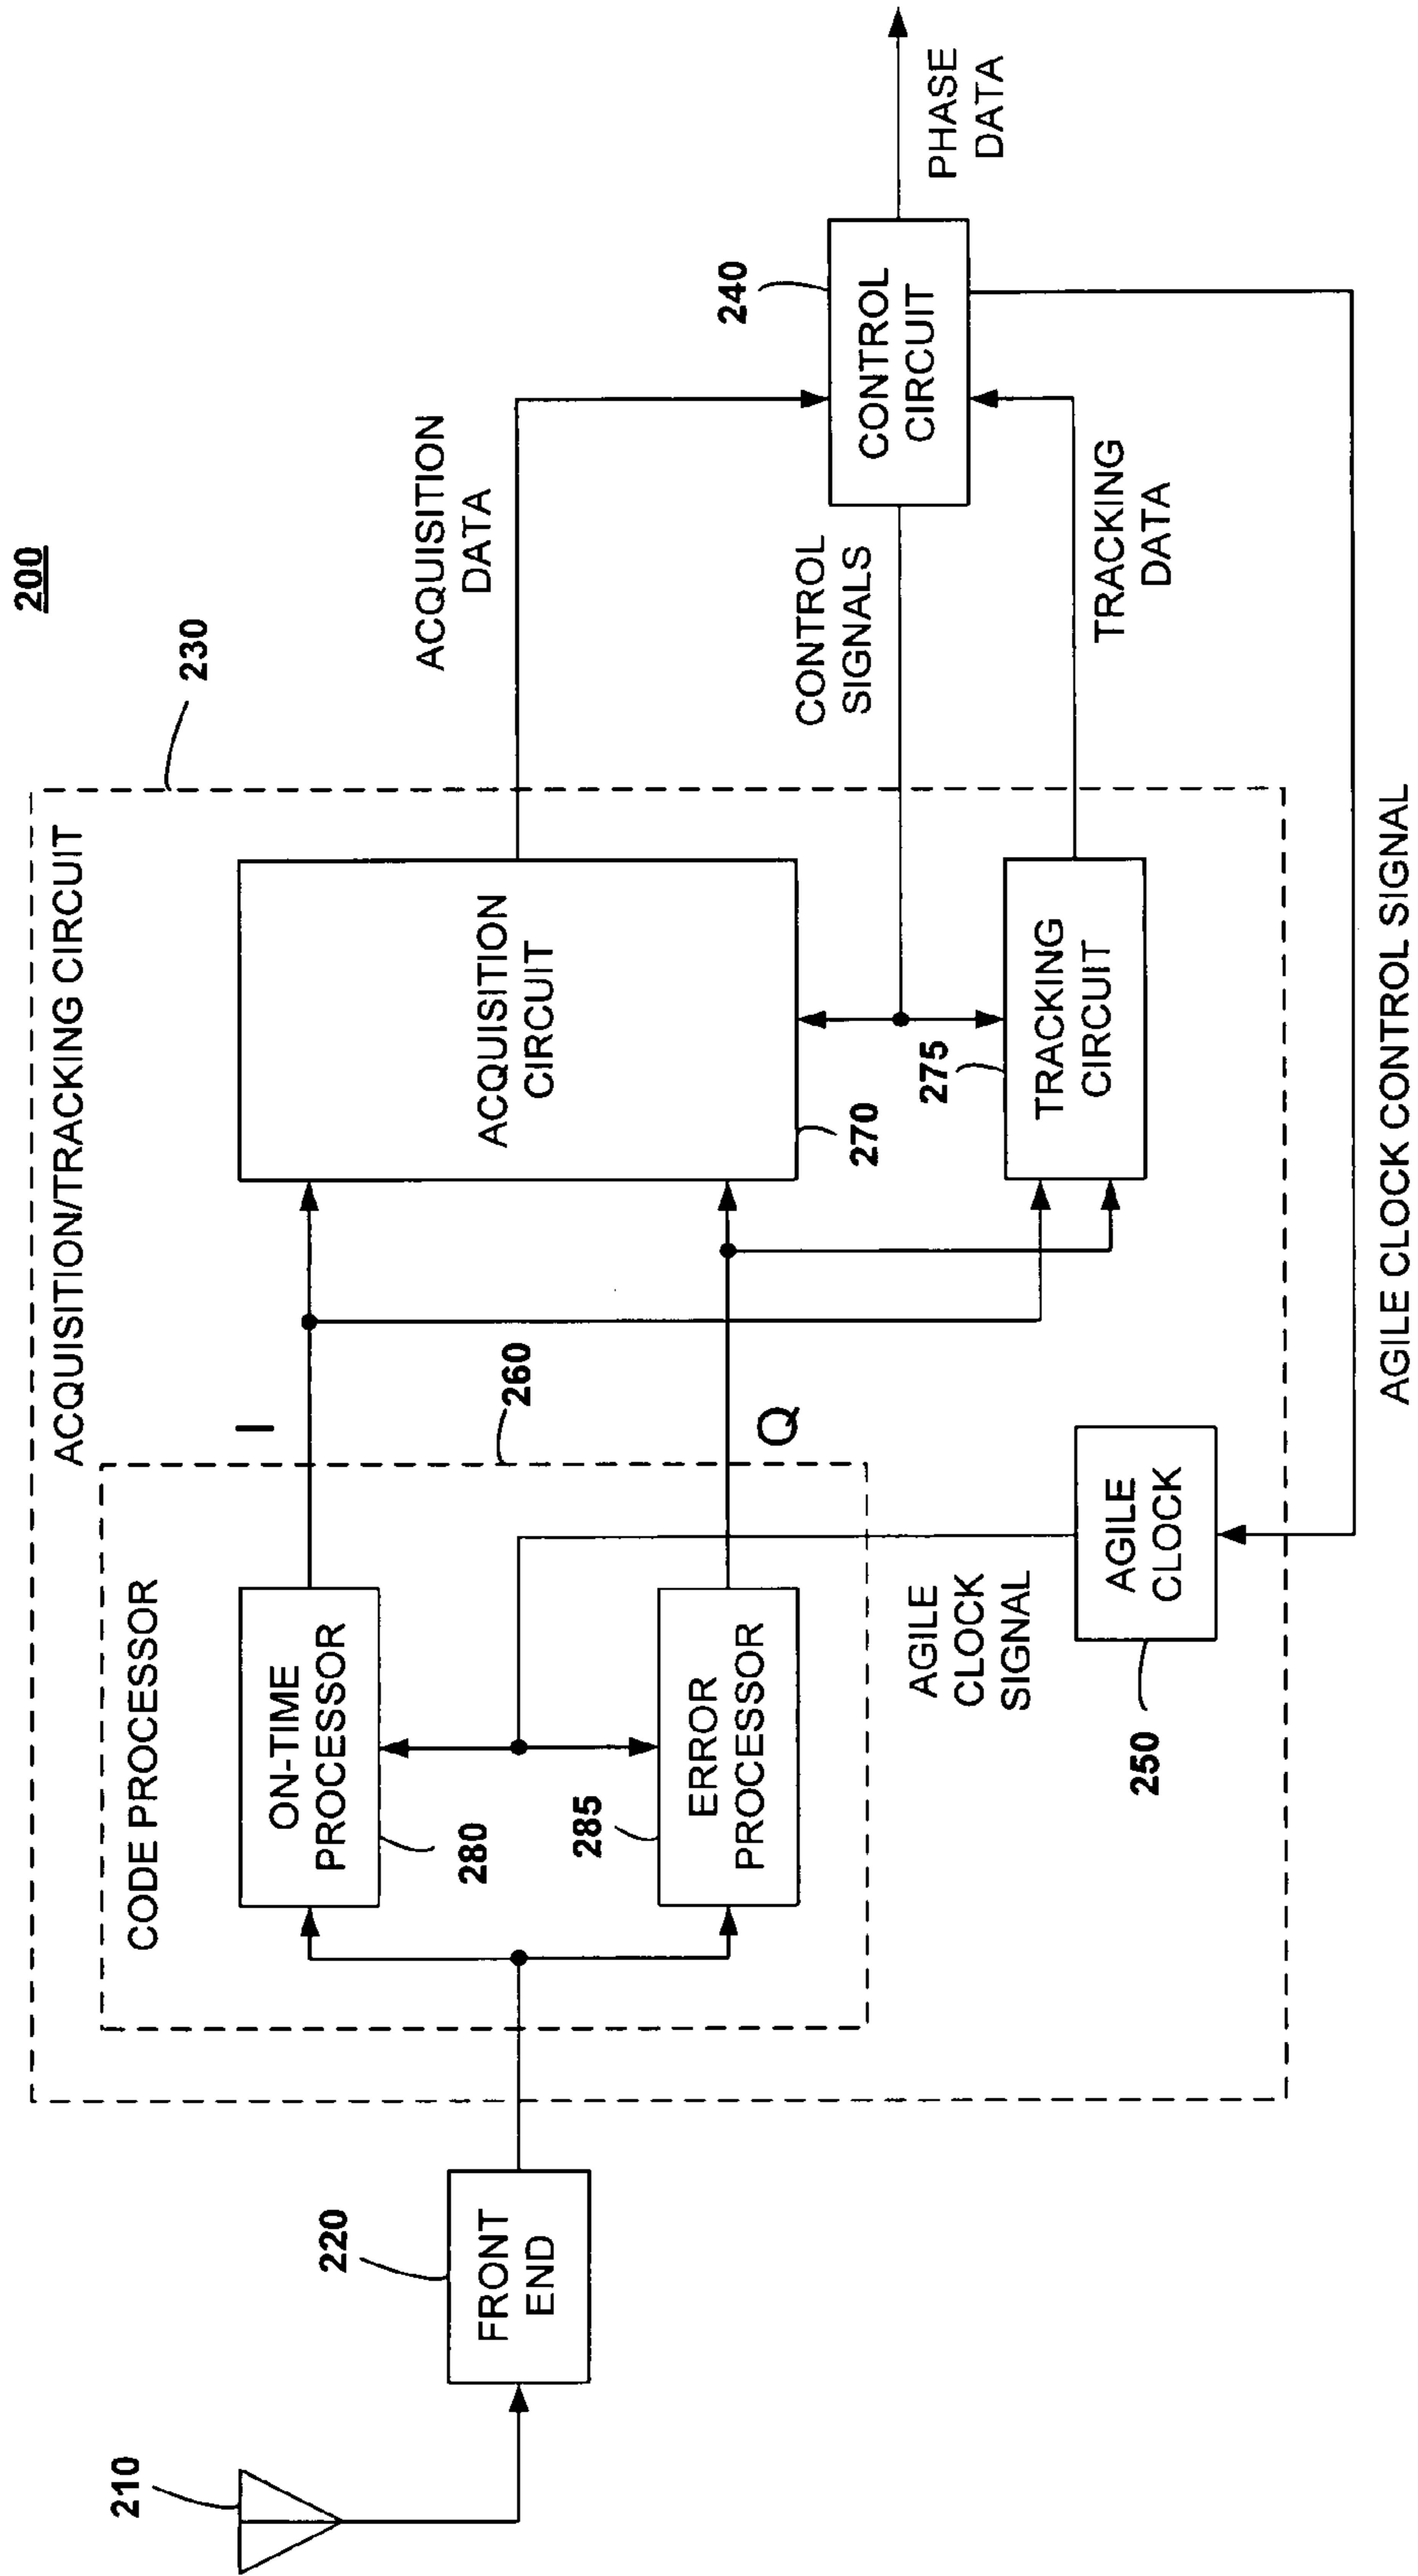 200
230
ACQUISITION/TRACKING CIRCUIT
CODE PROCESSOR
260
210
220
FRONT
END
280
ON-TIME
PROCESSOR
I
285
ERROR
PROCESSOR
Q
AGILE
CLOCK
SIGNAL
250
AGILE
CLOCK
270
ACQUISITION
CIRCUIT
275
TRACKING
CIRCUIT
ACQUISITION
DATA
CONTROL
SIGNALS
TRACKING
DATA
240
CONTROL
CIRCUIT
PHASE
DATA
AGILE CLOCK CONTROL SIGNAL